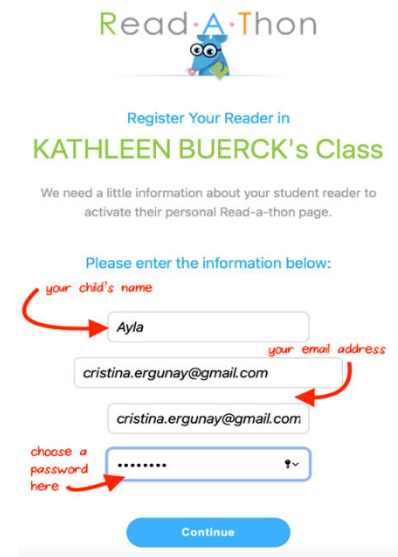 Read·A·Thon
Register Your Reader in
KATHLEEN BUERCK's Class
We need a little information about your student reader to
activate their personal Read-a-thon page.
Please enter the information below:
your child's name
Ayla
your email address
cristina.ergunay@gmail.com
cristina.ergunay@gmail.com
choose a
password
here
••••••••
Continue